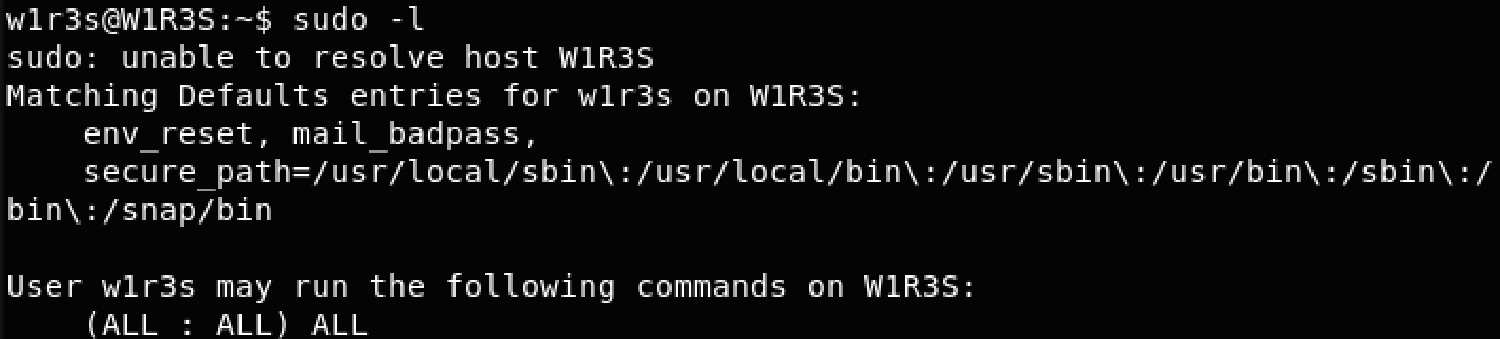 w1r3s@W1R3S:~$ sudo -l
sudo: unable to resolve host W1R3S
Matching Defaults entries for w1r3s on W1R3S:
    env_reset, mail_badpass,
    secure_path=/usr/local/sbin\:/usr/local/bin\:/usr/sbin\:/usr/bin\:/sbin\:/
bin\:/snap/bin

User w1r3s may run the following commands on W1R3S:
    (ALL : ALL) ALL